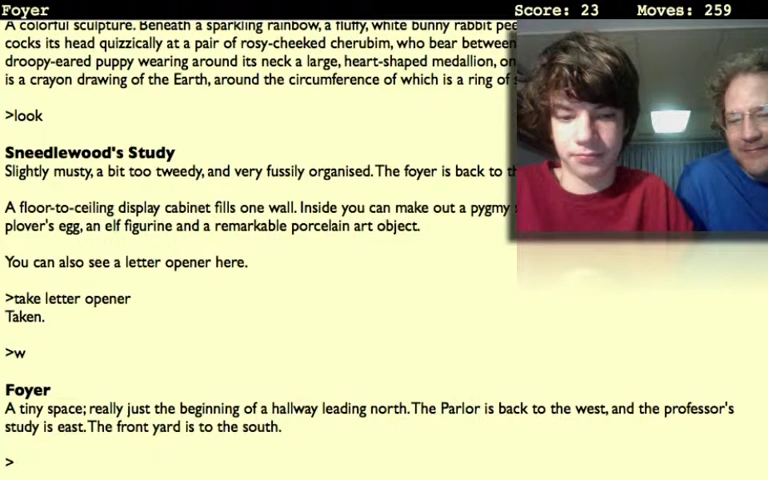 Foyer Score: 23 Moves: 259
A colorful sculpture. Beneath a sparkling rainbow, a fluffy, white bunny rabbit
cocks its head quizzically at a pair of rosy-cheeked cherubim, who bear between
droopy-eared puppy wearing around its neck a large, heart-shaped medallion,
is a crayon drawing of the Earth, around the circumference of which is a ring of
>look
Sneedlewood's Study
Slightly musty, a bit too tweedy, and very fussily organised. The foyer is back to
A floor-to-ceiling display cabinet fills one wall. Inside you can make out a pygmy
plover's egg, an elf figurine and a remarkable porcelain art object.
You can also see a letter opener here.
>take letter opener
Taken.
>w
Foyer
A tiny space; really just the beginning of a hallway leading north. The Parlor is back to the west, and the professor's
study is east. The front yard is to the south.
>